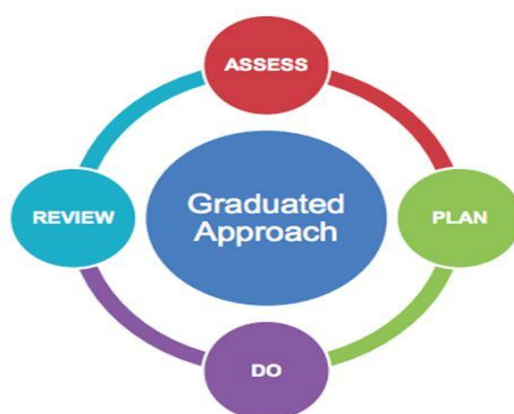 ASSESS
REVIEW
Graduated
Approach
PLAN
DO